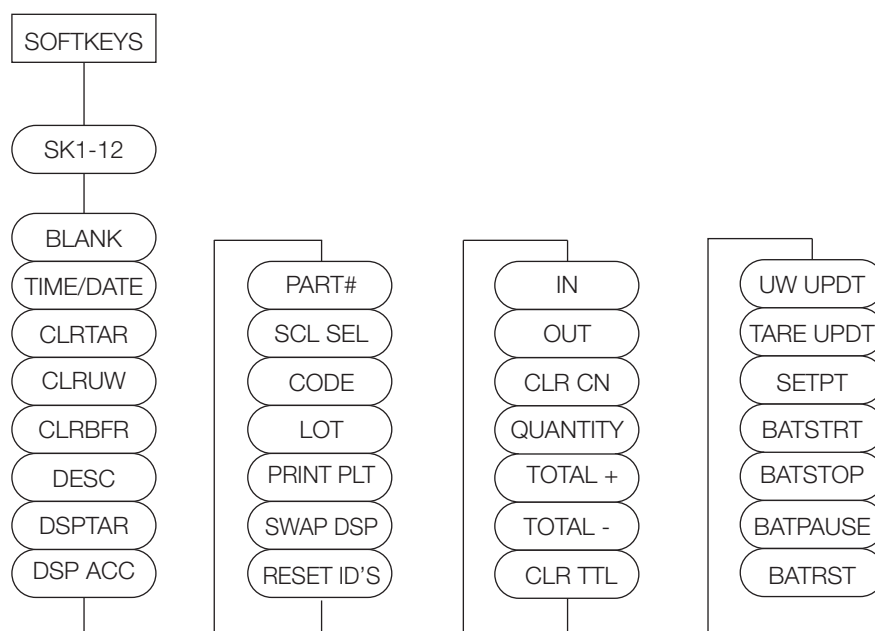 SOFTKEYS
SK1-12
BLANK
TIME/DATE
CLRTAR
CLRUW
CLRBFR
DESC
DSPTAR
DSP ACC
PART#
SCL SEL
CODE
LOT
PRINT PLT
SWAP DSP
RESET ID'S
IN
OUT
CLR CN
QUANTITY
TOTAL +
TOTAL -
CLR TTL
UW UPDT
TARE UPDT
SETPT
BATSTRT
BATSTOP
BATPAUSE
BATRST